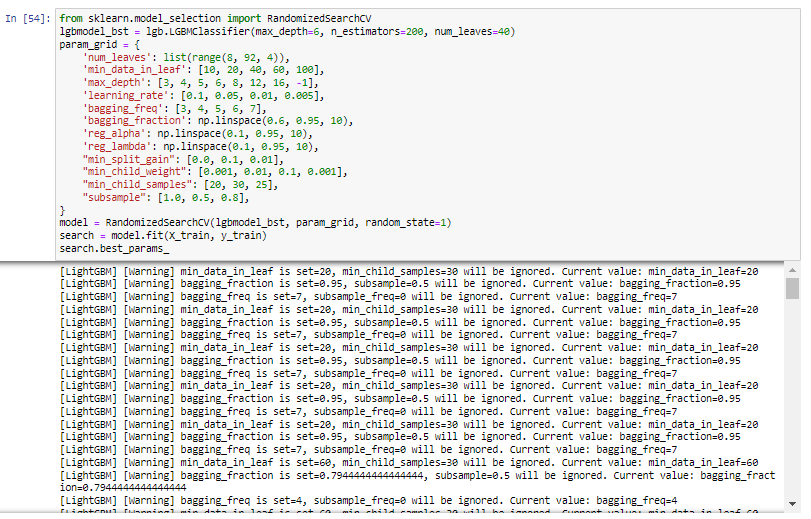 In [54]:
from sklearn.model_selection import RandomizedSearchCV
lgbmodel_bst = lgb.LGBMClassifier(max_depth=6, n_estimators=200, num_leaves=40)
param_grid = {
    'num_leaves': list(range(8, 92, 4)),
    'min_data_in_leaf': [10, 20, 40, 60, 100],
    'max_depth': [3, 4, 5, 6, 8, 12, 16, -1],
    'learning_rate': [0.1, 0.05, 0.01, 0.005],
    'bagging_freq': [3, 4, 5, 6, 7],
    'bagging_fraction': np.linspace(0.6, 0.95, 10),
    'reg_alpha': np.linspace(0.1, 0.95, 10),
    'reg_lambda': np.linspace(0.1, 0.95, 10),
    "min_split_gain": [0.0, 0.1, 0.01],
    "min_child_weight": [0.001, 0.01, 0.1, 0.001],
    "min_child_samples": [20, 30, 25],
    "subsample": [1.0, 0.5, 0.8],
}
model = RandomizedSearchCV(lgbmodel_bst, param_grid, random_state=1)
search = model.fit(X_train, y_train)
search.best_params_
[LightGBM] [Warning] min_data_in_leaf is set=20, min_child_samples=30 will be ignored. Current value: min_data_in_leaf=20
[LightGBM] [Warning] bagging_fraction is set=0.95, subsample=0.5 will be ignored. Current value: bagging_fraction=0.95
[LightGBM] [Warning] bagging_freq is set=7, subsample_freq=0 will be ignored. Current value: bagging_freq=7
[LightGBM] [Warning] min_data_in_leaf is set=20, min_child_samples=30 will be ignored. Current value: min_data_in_leaf=20
[LightGBM] [Warning] bagging_fraction is set=0.95, subsample=0.5 will be ignored. Current value: bagging_fraction=0.95
[LightGBM] [Warning] bagging_freq is set=7, subsample_freq=0 will be ignored. Current value: bagging_freq=7
[LightGBM] [Warning] min_data_in_leaf is set=20, min_child_samples=30 will be ignored. Current value: min_data_in_leaf=20
[LightGBM] [Warning] bagging_fraction is set=0.95, subsample=0.5 will be ignored. Current value: bagging_fraction=0.95
[LightGBM] [Warning] bagging_freq is set=7, subsample_freq=0 will be ignored. Current value: bagging_freq=7
[LightGBM] [Warning] min_data_in_leaf is set=20, min_child_samples=30 will be ignored. Current value: min_data_in_leaf=20
[LightGBM] [Warning] bagging_fraction is set=0.95, subsample=0.5 will be ignored. Current value: bagging_fraction=0.95
[LightGBM] [Warning] bagging_freq is set=7, subsample_freq=0 will be ignored. Current value: bagging_freq=7
[LightGBM] [Warning] min_data_in_leaf is set=20, min_child_samples=30 will be ignored. Current value: min_data_in_leaf=20
[LightGBM] [Warning] bagging_fraction is set=0.95, subsample=0.5 will be ignored. Current value: bagging_fraction=0.95
[LightGBM] [Warning] bagging_freq is set=7, subsample_freq=0 will be ignored. Current value: bagging_freq=7
[LightGBM] [Warning] min_data_in_leaf is set=60, min_child_samples=30 will be ignored. Current value: min_data_in_leaf=60
[LightGBM] [Warning] bagging_fraction is set=0.7944444444444444, subsample=0.5 will be ignored. Current value: bagging_fract
ion=0.7944444444444444
[LightGBM] [Warning] bagging_freq is set=4, subsample_freq=0 will be ignored. Current value: bagging_freq=4